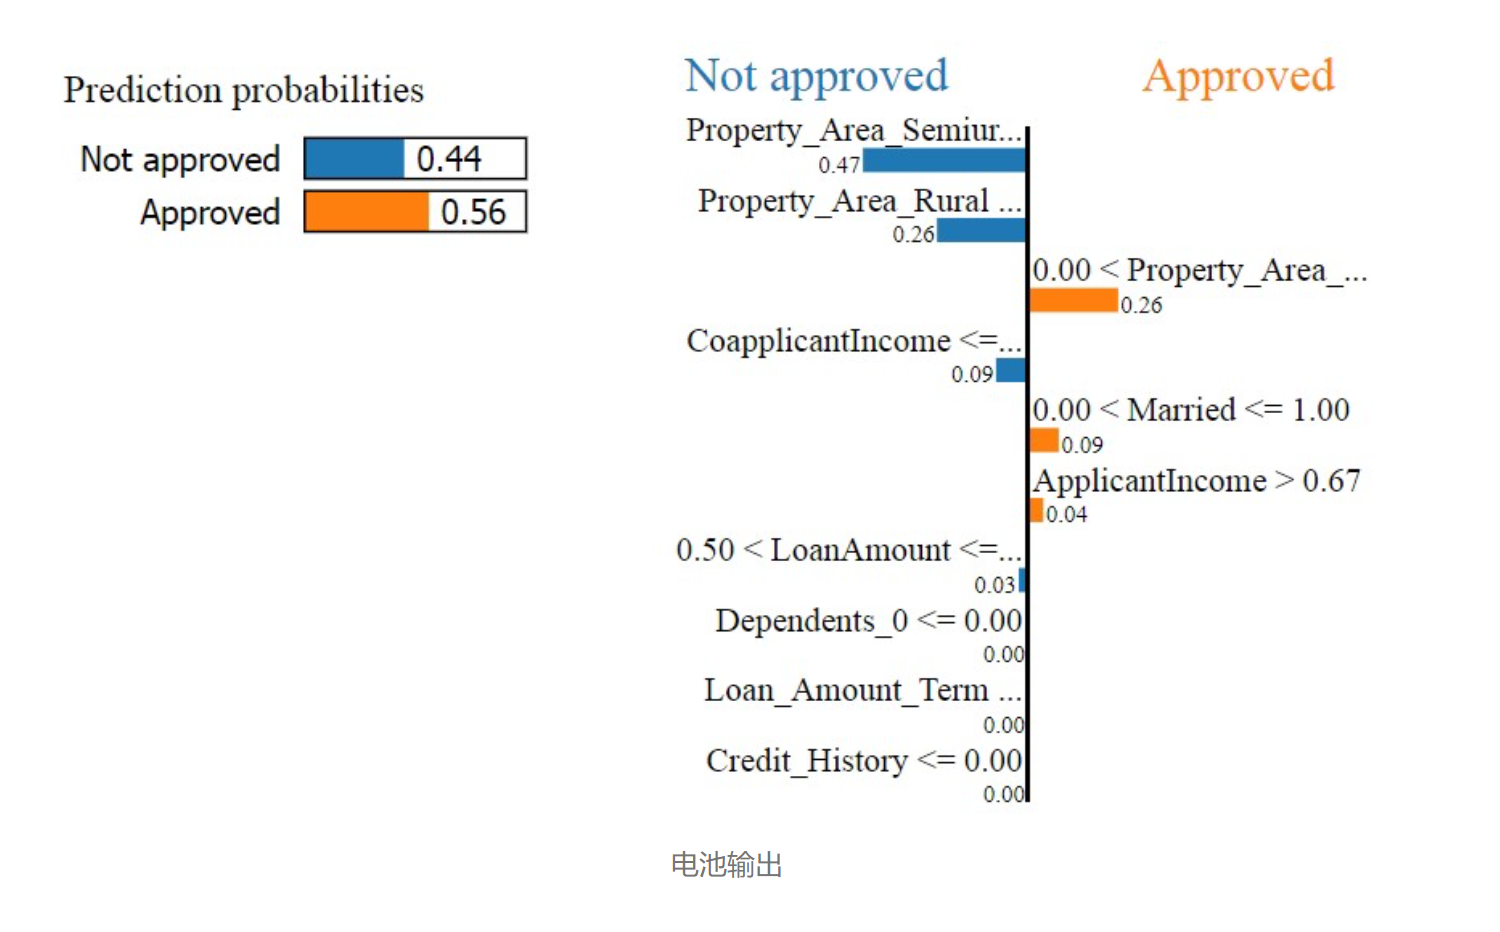 Prediction probabilities
Not approved 0.44
Approved 0.56
Not approved
Approved
Property_Area_Semiur...
0.47
Property_Area_Rural ...
0.26
0.00 < Property_Area_...
0.26
CoapplicantIncome <=...
0.09
0.00 < Married <= 1.00
0.09
ApplicantIncome > 0.67
0.04
0.50 < LoanAmount <=...
0.03
Dependents_0 <= 0.00
0.00
Loan_Amount_Term ...
0.00
Credit_History <= 0.00
0.00
电池输出